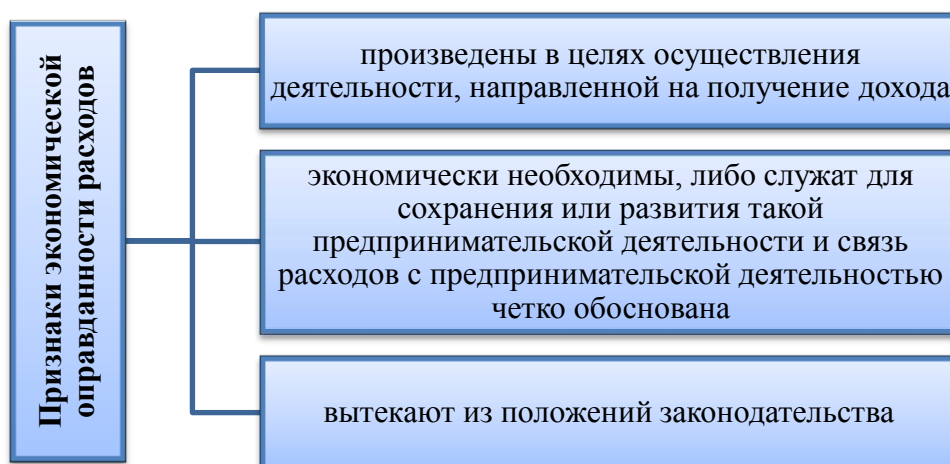 Признаки экономической
оправданности расходов
произведены в целях осуществления
деятельности, направленной на получение дохода
экономически необходимы, либо служат для
сохранения или развития такой
предпринимательской деятельности и связь
расходов с предпринимательской деятельностью
четко обоснована
вытекают из положений законодательства